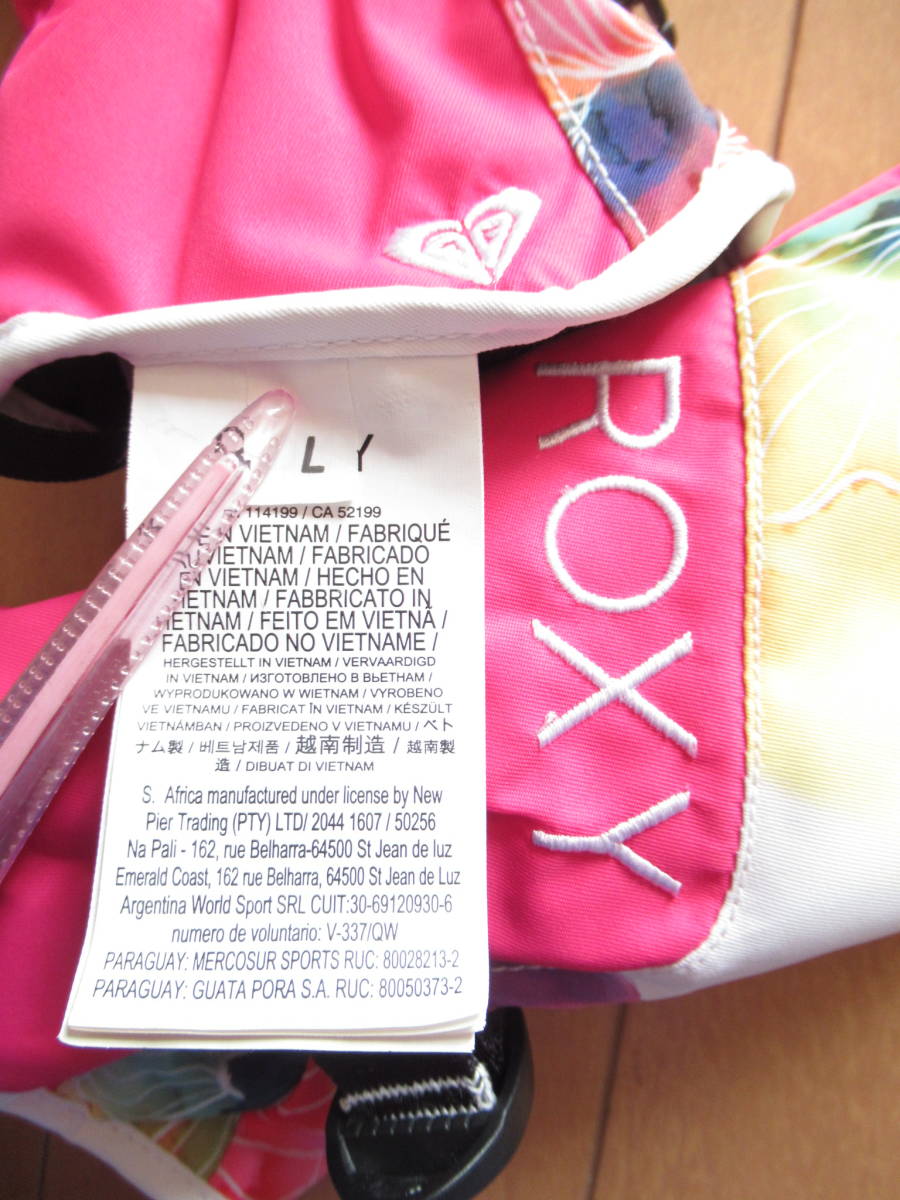 LY
114199 / CA 52199
VIETNAM / FABRIQUÉ
VIETNAM / FABRICADO
VIETNAM / HECHO EN
/ FABBRICATO IN
/ FEITO EM VIETNÃ /
FABRICADO NO VIETNAME /
HERGESTELLT IN VIETNAM / VERVAARDIGD
IN VIETNAM / ИЗГОТОВЛЕНО В ВЬЕТНАМ /
WYPRODUKOWANO W WIETNAM / VYROBENO
VE VIETNAMU / FABRICAT ÎN VIETNAM / KÉSZÜLT
VIETNÁMBAN / PROIZVEDENO V VIETNAMU / ベト
ナム製 / 베트남제품 / 越南制造 / 越南製
造 / DIBUAT DI VIETNAM
S. Africa manufactured under license by New
Pier Trading (PTY) LTD/ 2044 1607 / 50256
Na Pali - 162, rue Belharra-64500 St Jean de luz
Emerald Coast, 162 rue Belharra, 64500 St Jean de Luz
Argentina World Sport SRL CUIT:30-69120930-6
numero de voluntario: V-337/QW
PARAGUAY: MERCOSUR SPORTS RUC: 80028213-2
PARAGUAY: GUATA PORA S.A. RUC: 80050373-2
ROXY